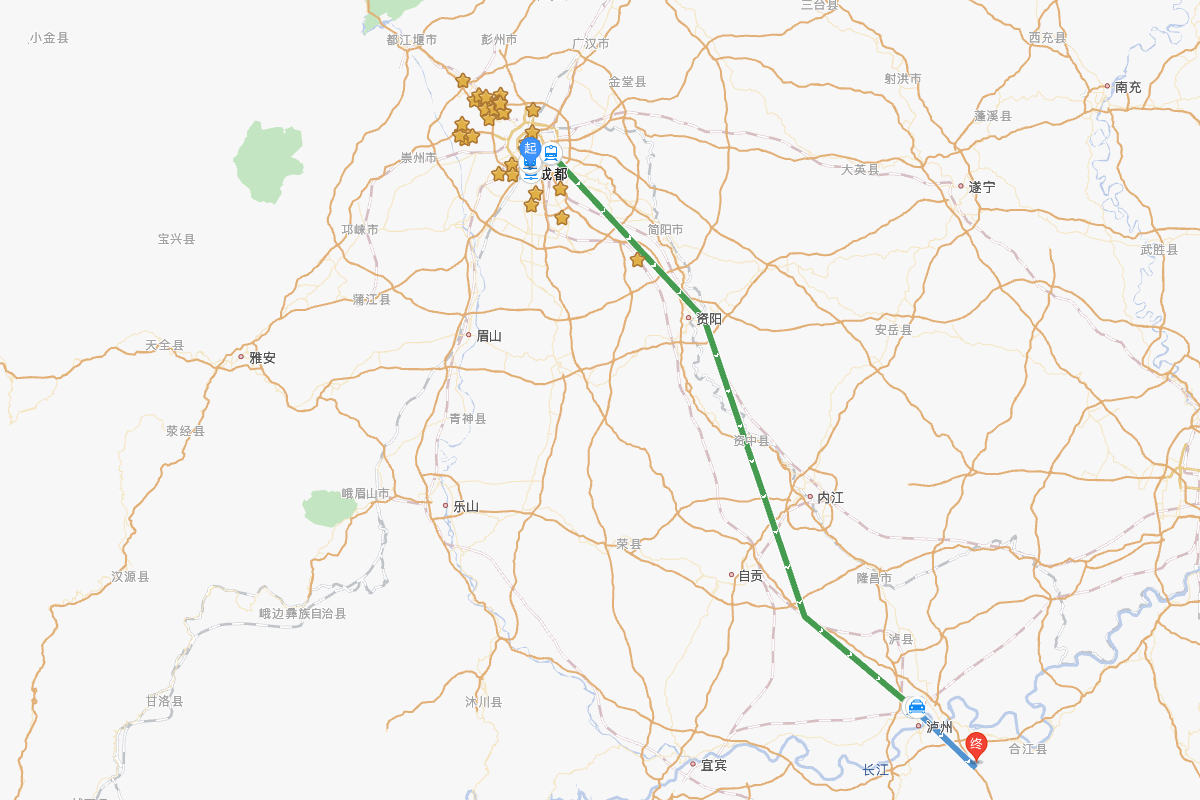 三台县
小金县
都江堰市
彭州市
广汉市
西充县
金堂县
射洪市
南充
蓬溪县
起
崇州市
成都
大英县
遂宁
邛崃市
简阳市
宝兴县
武胜县
蒲江县
资阳
安岳县
眉山
天全县
雅安
青神县
荥经县
资中县
峨眉山市
内江
乐山
荣县
汉源县
自贡
隆昌市
峨边彝族自治县
泸县
甘洛县
沐川县
泸州
终
合江县
宜宾
长江